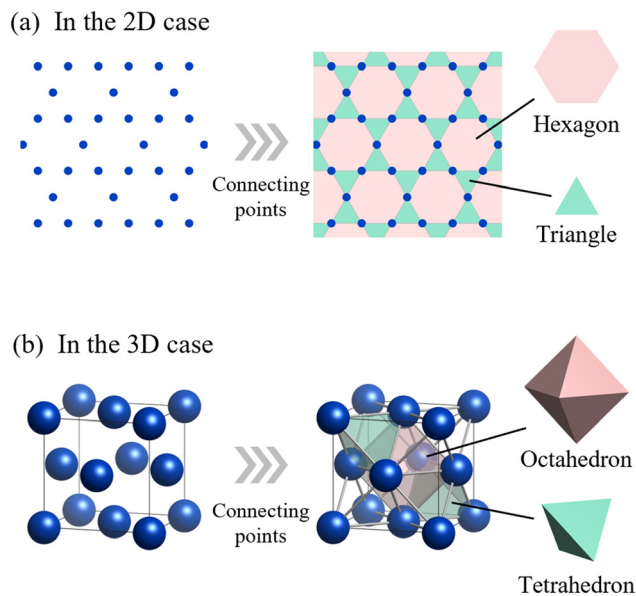 (a) In the 2D case
Connecting
points
Hexagon
Triangle
(b) In the 3D case
Connecting
points
Octahedron
Tetrahedron